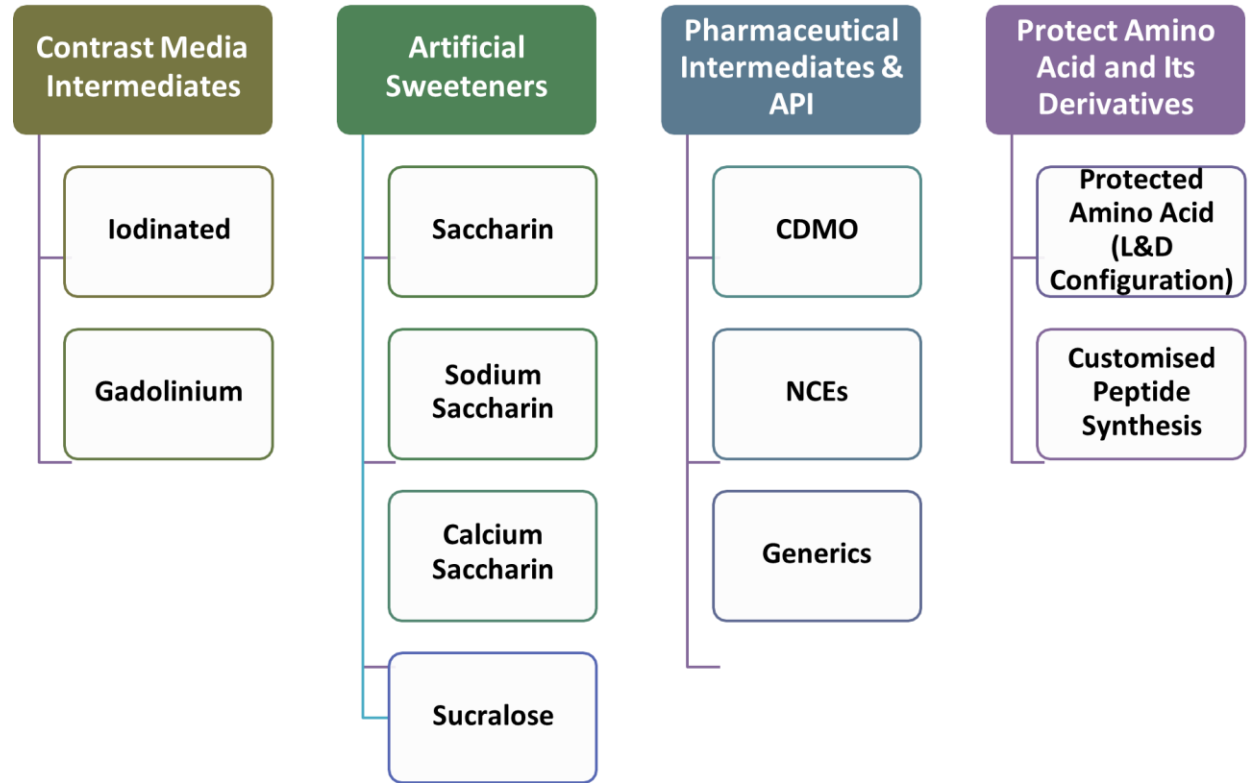 Contrast Media
Intermediates
Iodinated
Gadolinium
Artificial
Sweeteners
Saccharin
Sodium
Saccharin
Calcium
Saccharin
Sucralose
Pharmaceutical
Intermediates &
API
CDMO
NCEs
Generics
Protect Amino
Acid and Its
Derivatives
Protected
Amino Acid
(L&D
Configuration)
Customised
Peptide
Synthesis